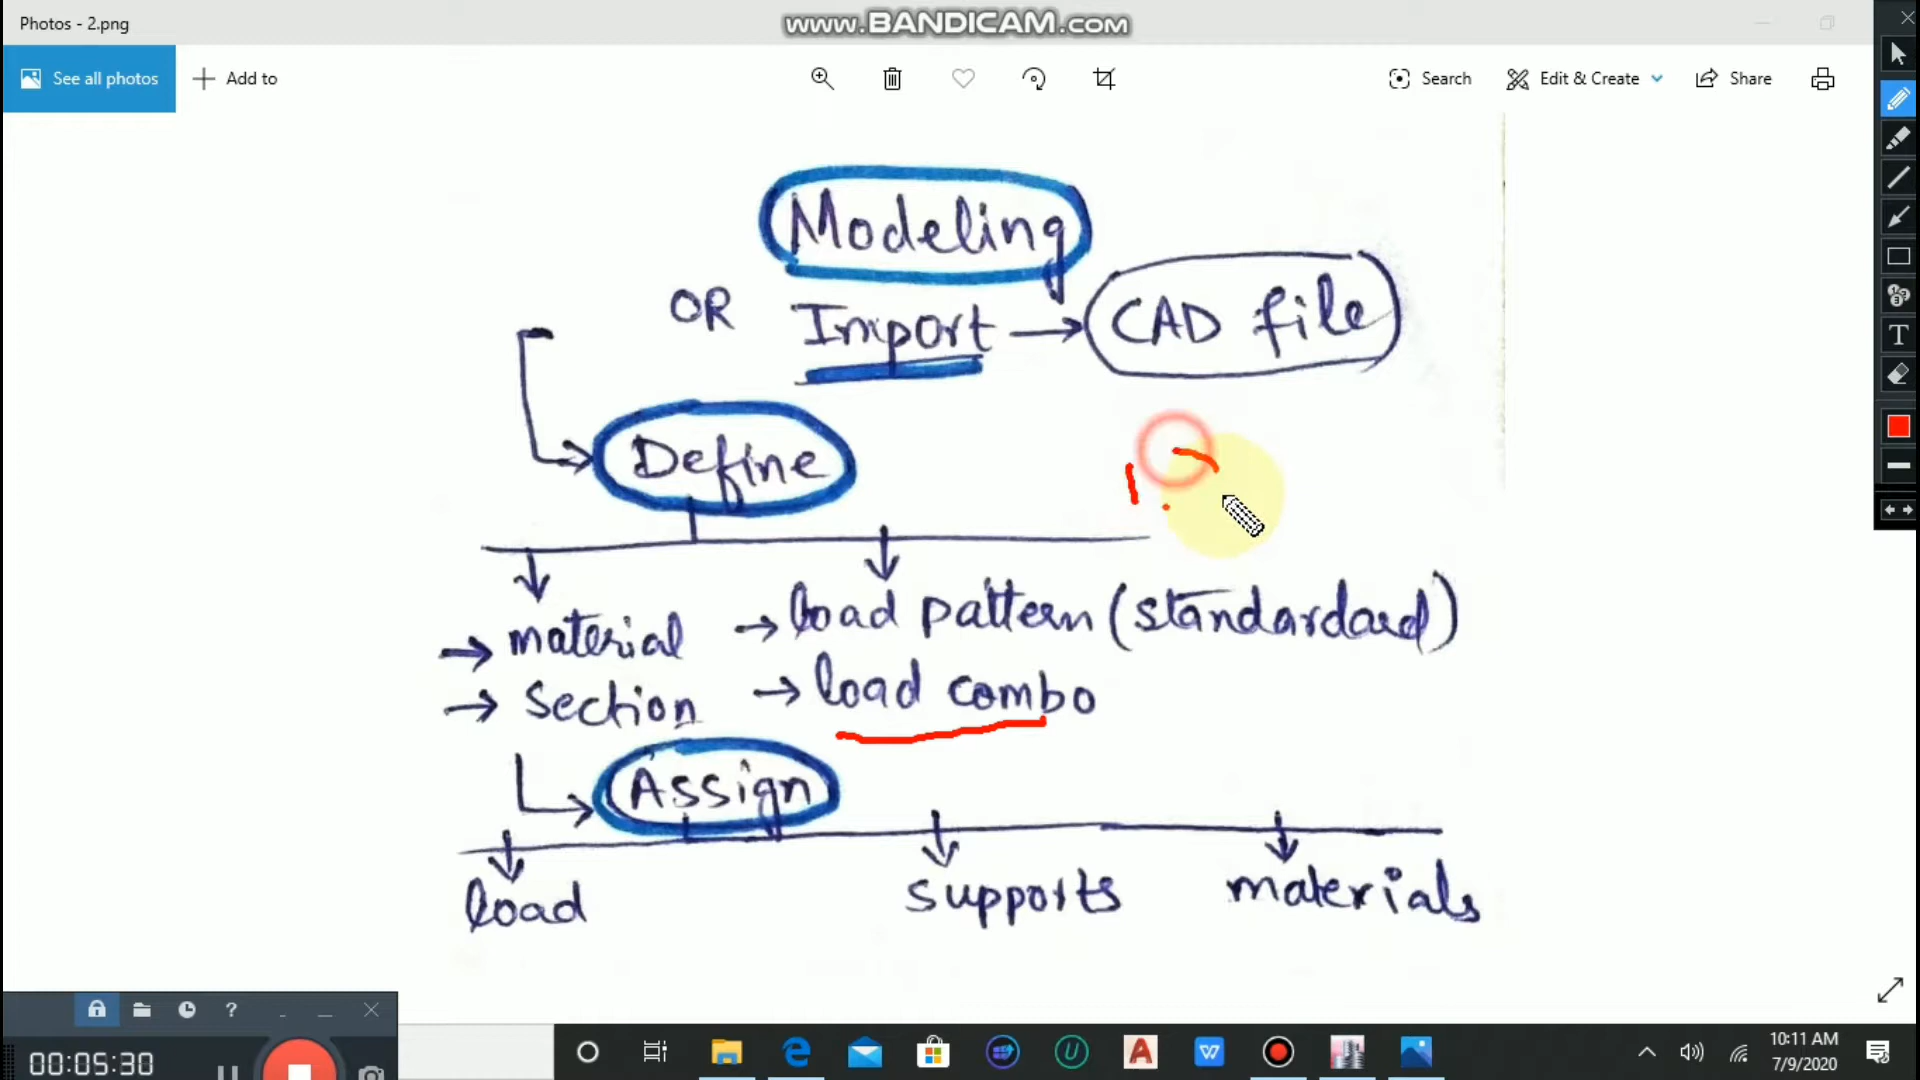 Photos - 2.png
www.BANDICAM.com
See all photos
Add to
Search
Edit & Create
Share
Modeling
OR Import → CAD file
Define
→ material → load pattern (standardard)
→ Section → load combo
Assign
load supports materials
1.
T
?
00:05:30
10:11 AM
7/9/2020